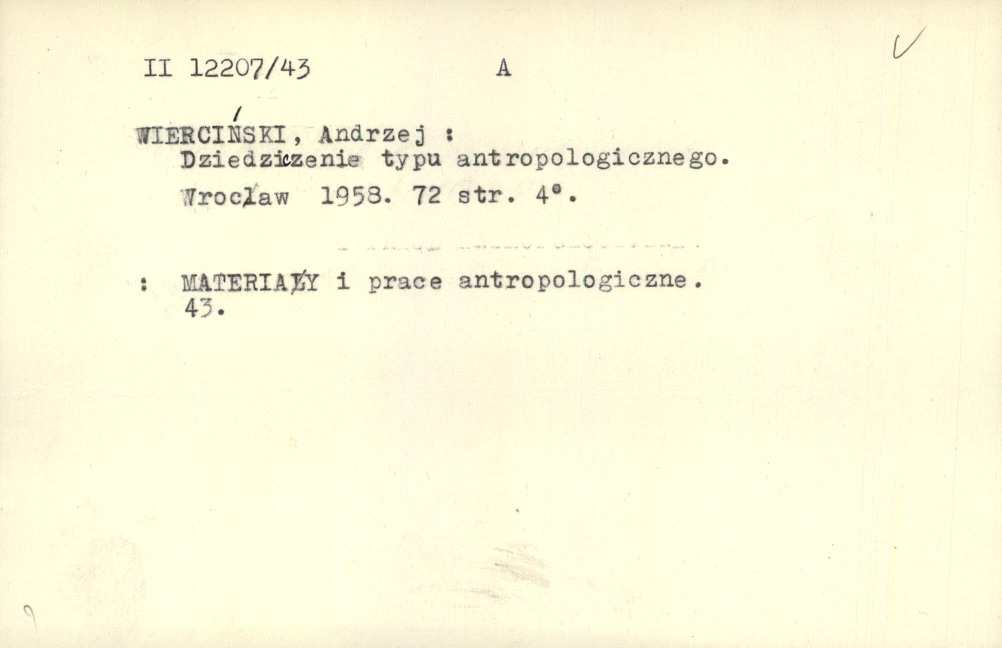 II 12207/43 A
WIERCIŃSKI, Andrzej :
Dziedziczenie typu antropologicznego.
Wrocław 1958. 72 str. 4°.
: MATERIAŁY i prace antropologiczne.
43.